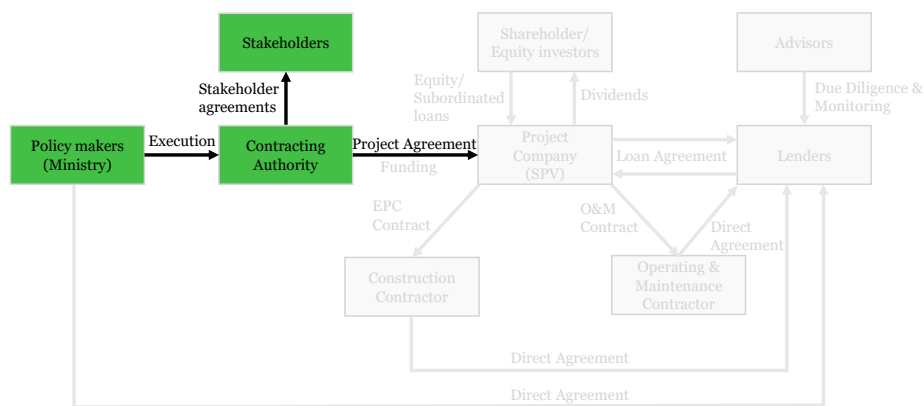 Stakeholders
Shareholder/
Equity investors
Advisors
Stakeholder
agreements
Equity/
Subordinated
loans
Dividends
Due Diligence &
Monitoring
Policy makers
(Ministry)
Execution
Contracting
Authority
Project Agreement
Funding
Project
Company
(SPV)
Loan Agreement
Lenders
EPC
Contract
O&M
Contract
Direct
Agreement
Construction
Contractor
Operating &
Maintenance
Contractor
Direct Agreement
Direct Agreement